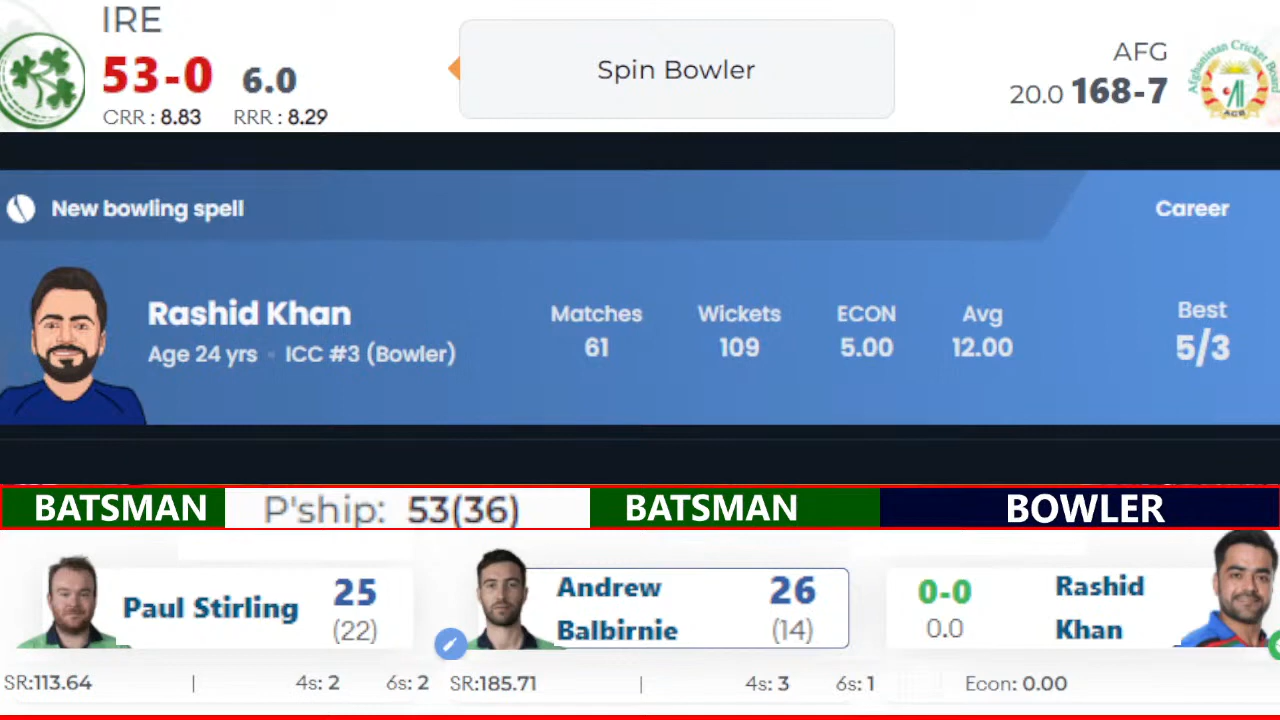 IRE
53-0 6.0
CRR : 8.83 RRR : 8.29
Spin Bowler
AFG
20.0 168-7
Afghanistan Cricket Board
ACB
New bowling spell
Career
Rashid Khan
Age 24 yrs • ICC #3 (Bowler)
Matches Wickets ECON Avg Best
61 109 5.00 12.00 5/3
BATSMAN P'ship: 53(36) BATSMAN BOWLER
Paul Stirling 25
(22)
Andrew Balbirnie 26
(14)
0-0 Rashid
0.0 Khan
SR:113.64 | 4s: 2 6s: 2 SR:185.71 | 4s: 3 6s: 1 Econ: 0.00